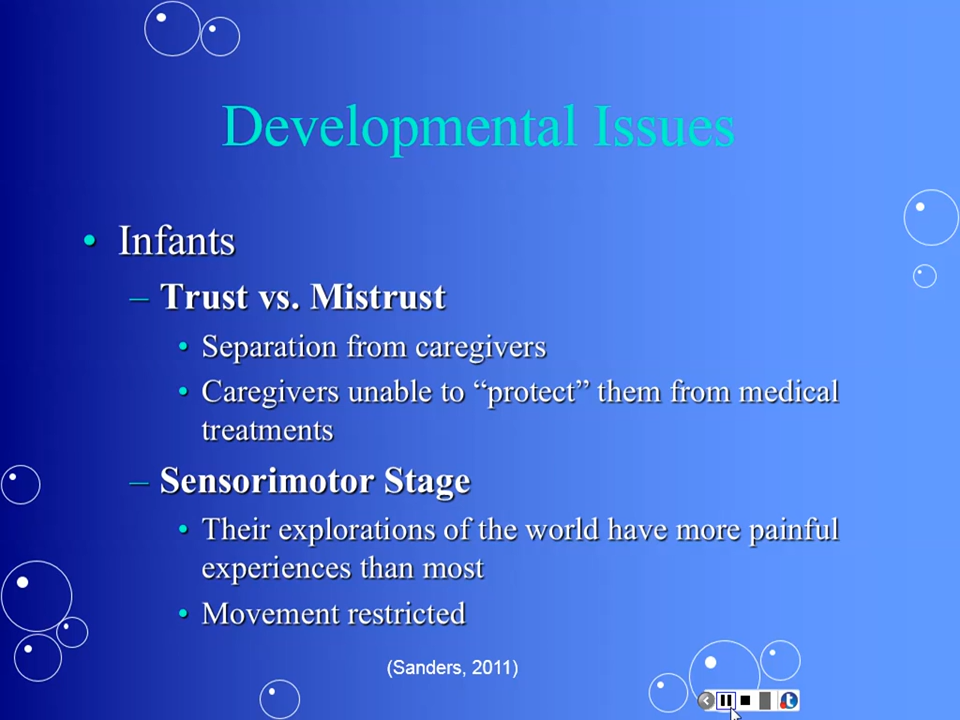 Developmental Issues
• Infants
– Trust vs. Mistrust
• Separation from caregivers
• Caregivers unable to “protect” them from medical
treatments
– Sensorimotor Stage
• Their explorations of the world have more painful
experiences than most
• Movement restricted
(Sanders, 2011)